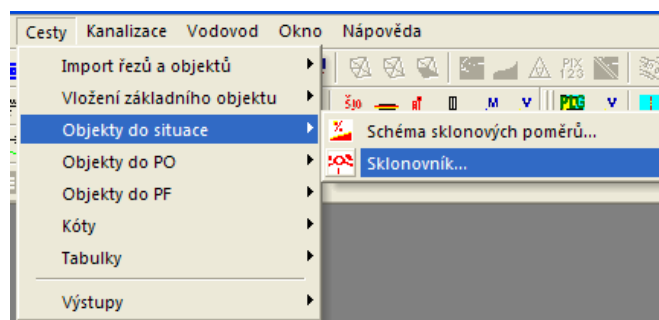 Cesty Kanalizace Vodovod Okno Nápověda
Import řezů a objektů
Vložení základního objektu
Objekty do situace
Schéma sklonových poměrů...
Objekty do PO
Sklonovník...
Objekty do PF
Kóty
Tabulky
Výstupy